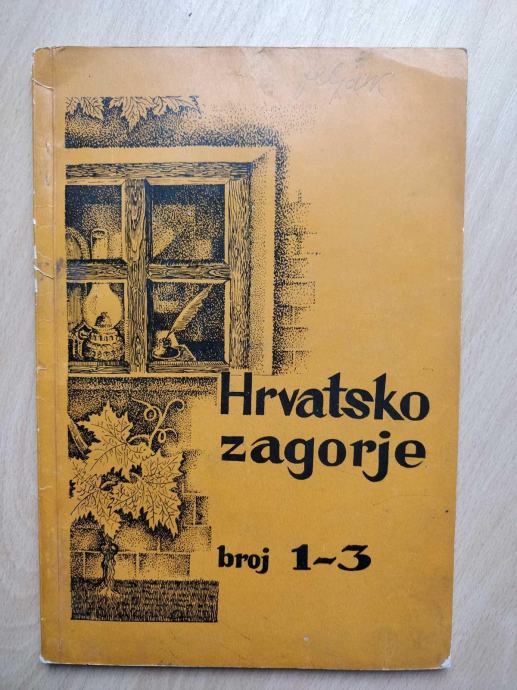 Hrvatsko
zagorje
broj 1-3